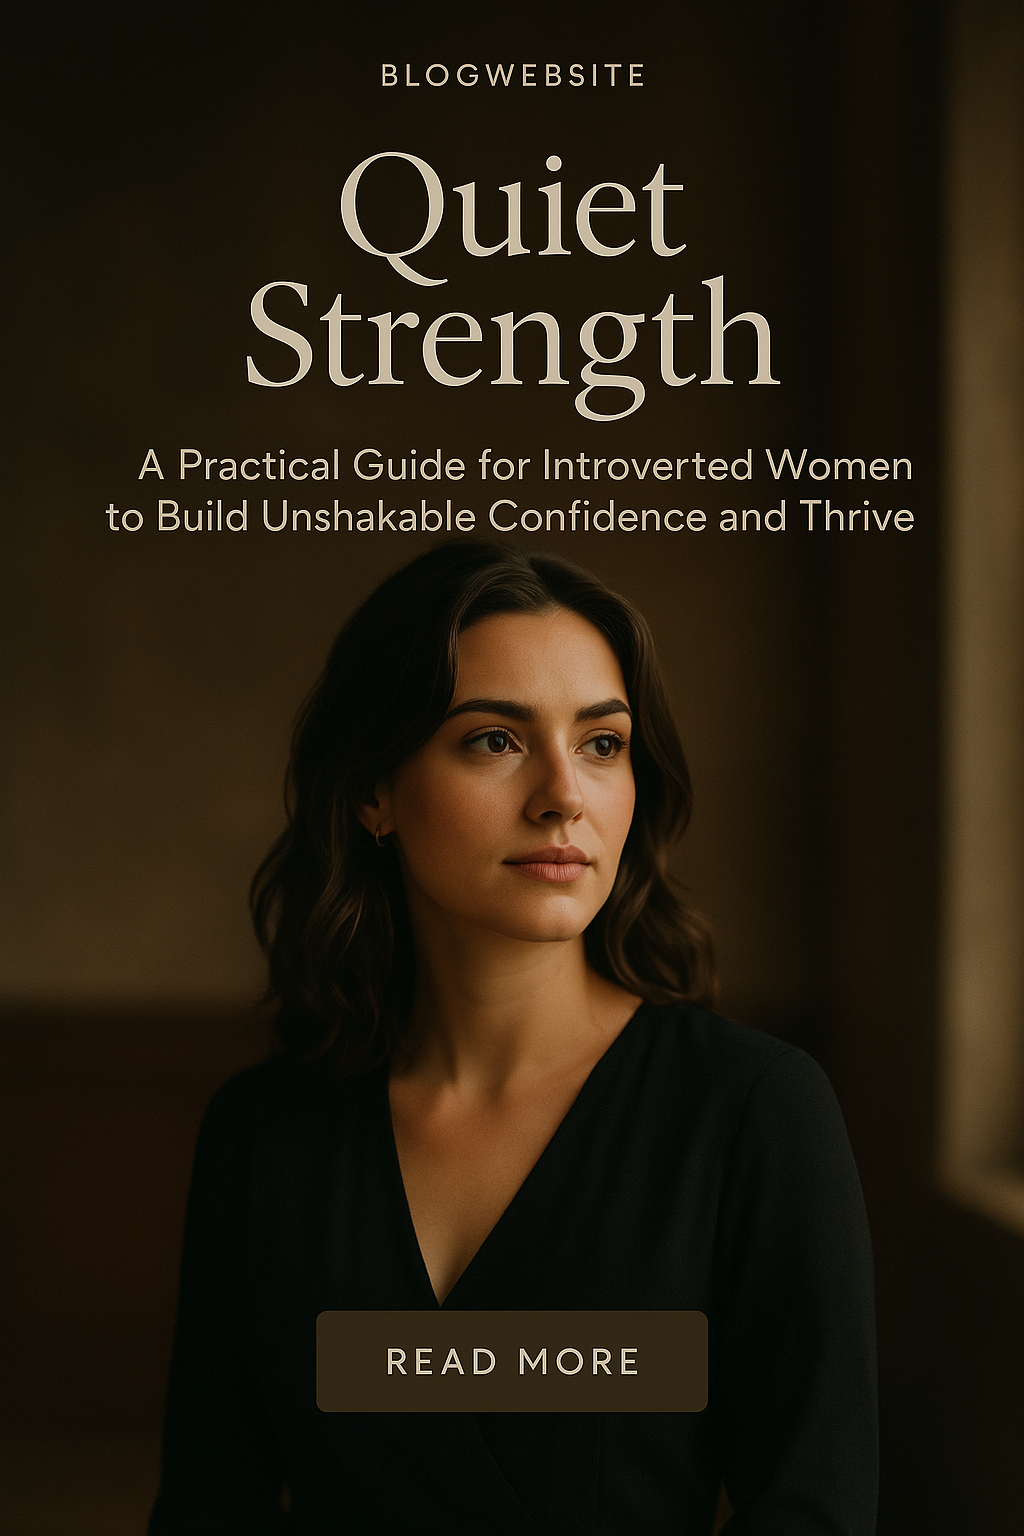 BLOGWEBSITE
Quiet
Strength
A Practical Guide for Introverted Women
to Build Unshakable Confidence and Thrive
READ MORE